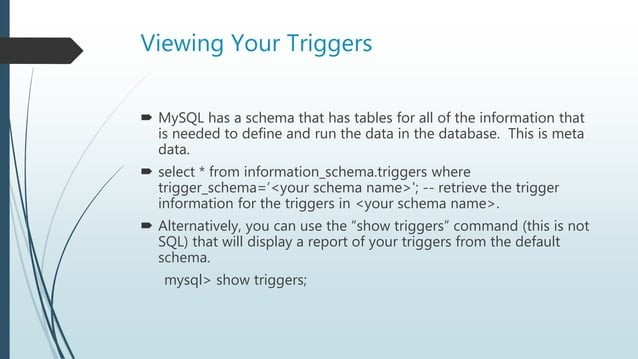 Viewing Your Triggers
MySQL has a schema that has tables for all of the information that
is needed to define and run the data in the database.  This is meta
data.
select * from information_schema.triggers where
trigger_schema='<your schema name>'; -- retrieve the trigger
information for the triggers in <your schema name>.
Alternatively, you can use the "show triggers" command (this is not
SQL) that will display a report of your triggers from the default
schema.
mysql> show triggers;